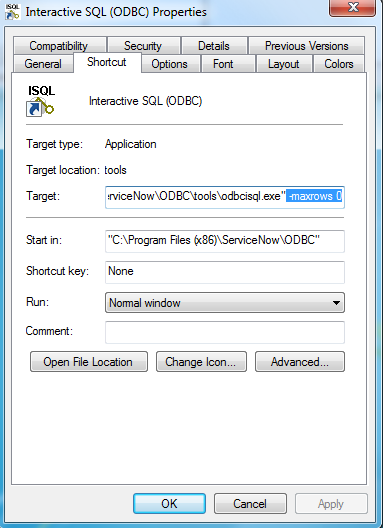 Interactive SQL (ODBC) Properties
Compatibility Security Details Previous Versions
General Shortcut Options Font Layout Colors
ISQL
Interactive SQL (ODBC)
Target type: Application
Target location: tools
Target: erviceNow\ODBC\tools\odbcisql.exe" -maxrows 0
Start in: "C:\Program Files (x86)\ServiceNow\ODBC"
Shortcut key: None
Run: Normal window
Comment:
Open File Location Change Icon... Advanced...
OK Cancel Apply